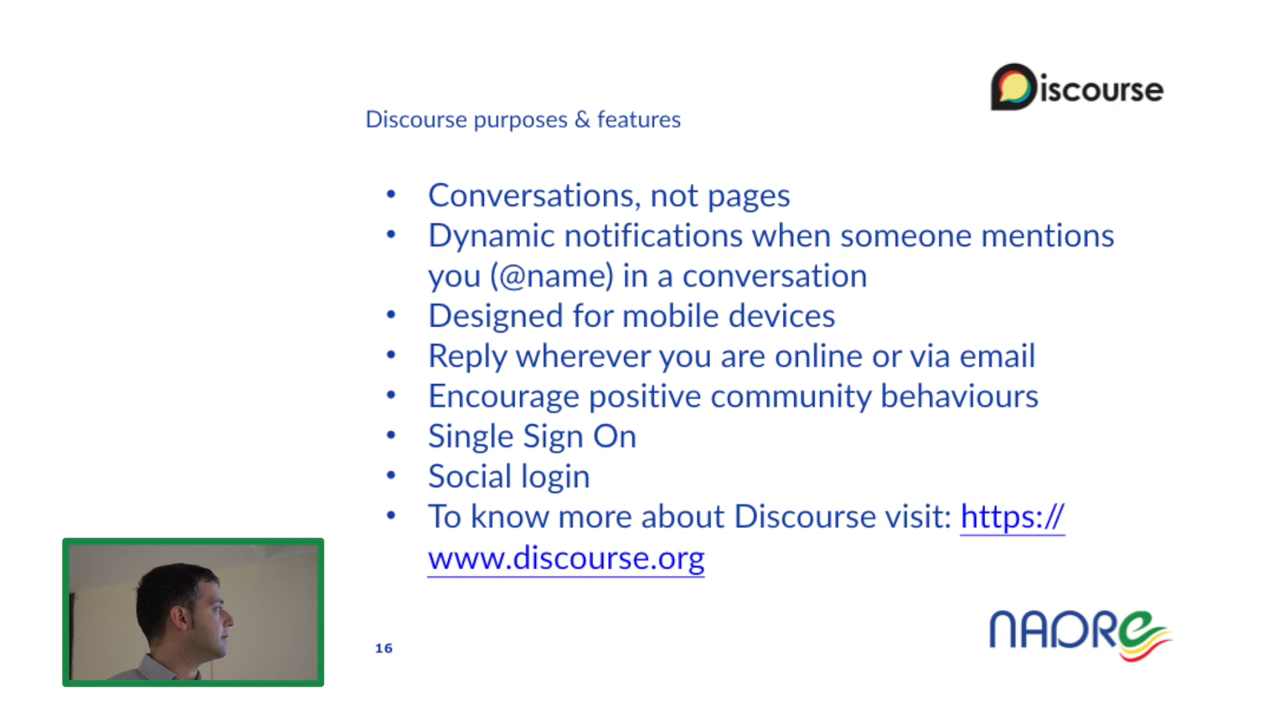 Discourse
Discourse purposes & features
• Conversations, not pages
• Dynamic notifications when someone mentions
you (@name) in a conversation
• Designed for mobile devices
• Reply wherever you are online or via email
• Encourage positive community behaviours
• Single Sign On
• Social login
• To know more about Discourse visit: https://
www.discourse.org
16
NADRe